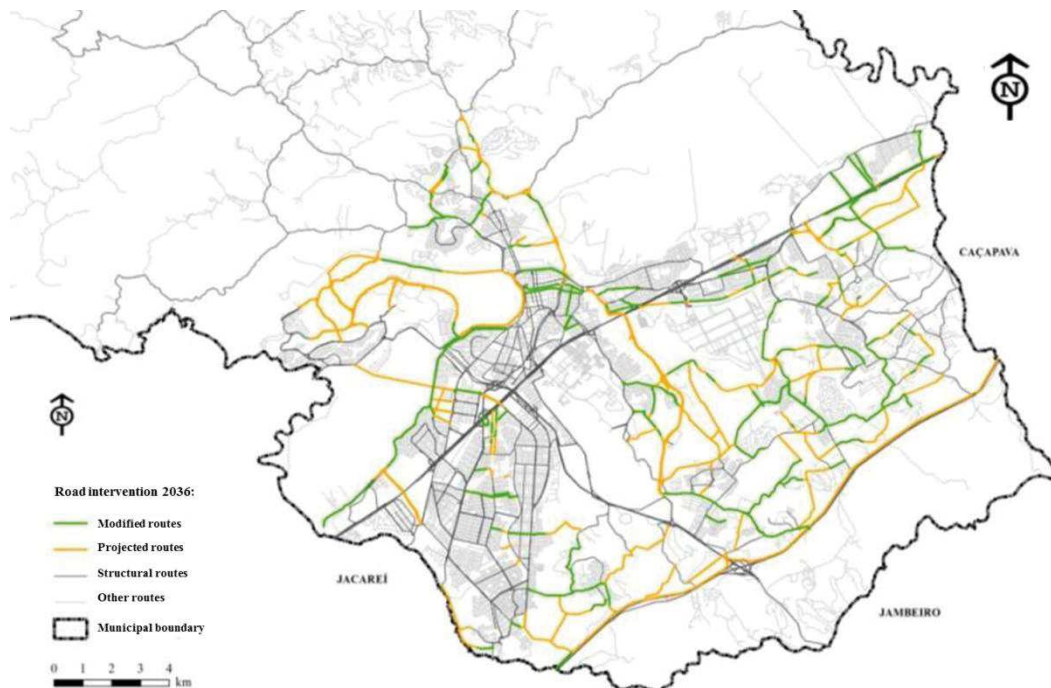 N
CAÇAPAVA
N
Road intervention 2036:
Modified routes
Projected routes
Structural routes
Other routes
Municipal boundary
JACAREÍ
JAMBEIRO
0 1 2 3 4
km